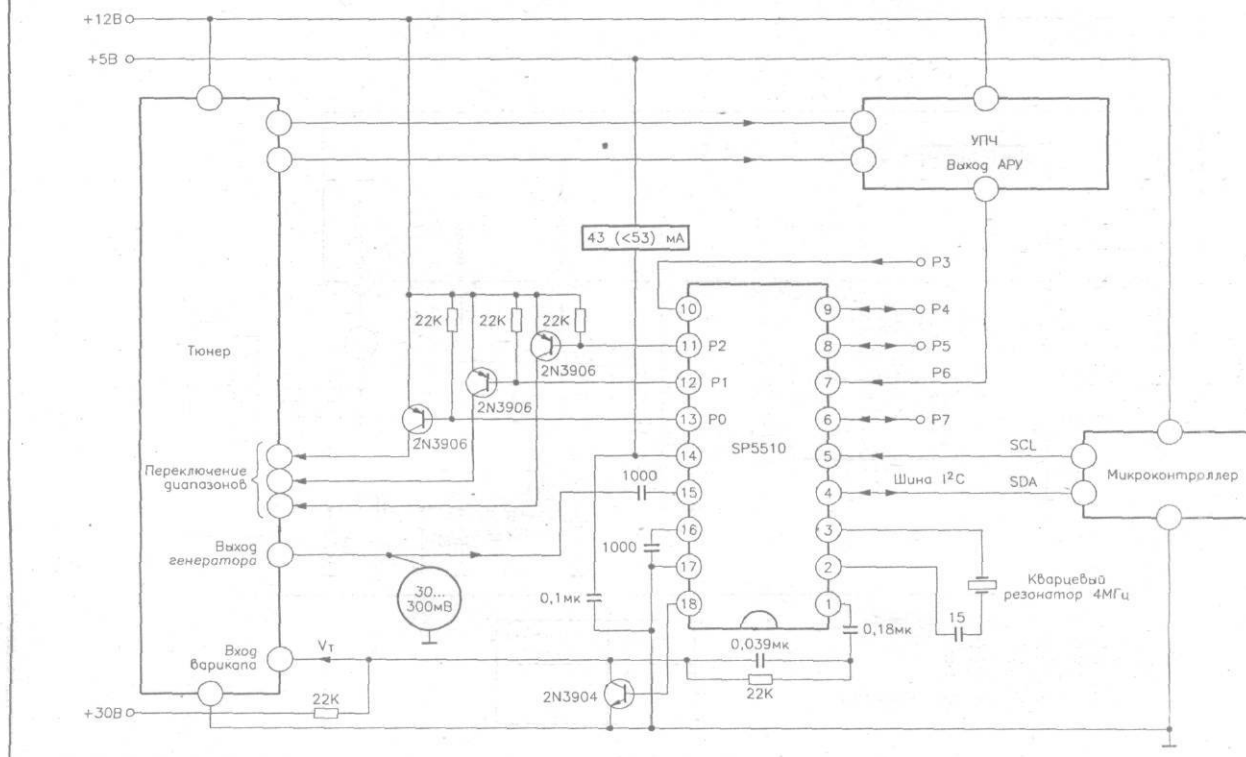 +12В
+5В
УПЧ
Выход АРУ
43 (<53) мА
P3
22K
22K
22K
10
9
P4
Тюнер
11
P2
8
P5
2N3906
12
P1
7
P6
2N3906
13
P0
6
P7
2N3906
SP5510
14
5
SCL
Переключение
диапазонов
1000
15
4
Шина I²C
SDA
Микроконтроллер
16
3
Выход
генератора
1000
17
2
Кварцевый
резонатор 4МГц
30...
300мВ
0,1мк
18
1
15
0,18мк
0,039мк
Вход
варикапа
VT
2N3904
22K
22K
+30В